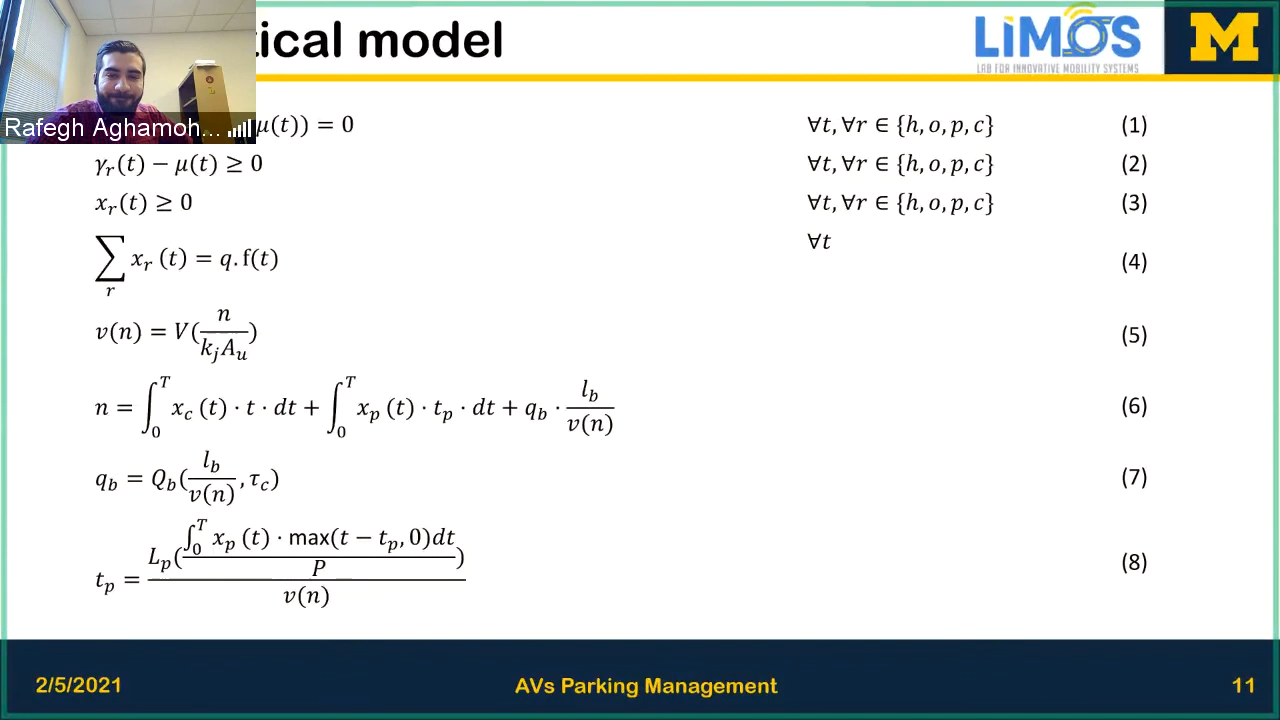 tical model
LiMOS
LAB FOR INNOVATIVE MOBILITY SYSTEMS
M
Rafegh Aghamoh...
μ(t)) = 0 ∀t, ∀r ∈ {h, o, p, c} (1)
γ_r(t) − μ(t) ≥ 0 ∀t, ∀r ∈ {h, o, p, c} (2)
x_r(t) ≥ 0 ∀t, ∀r ∈ {h, o, p, c} (3)
∑_r x_r (t) = q. f(t) ∀t (4)
v(n) = V(n / k_j A_u) (5)
n = ∫_0^T x_c (t) · t · dt + ∫_0^T x_p (t) · t_p · dt + q_b · l_b / v(n) (6)
q_b = Q_b(l_b / v(n), τ_c) (7)
t_p = L_p(∫_0^T x_p (t) · max(t − t_p, 0)dt / P) / v(n) (8)
2/5/2021 AVs Parking Management 11